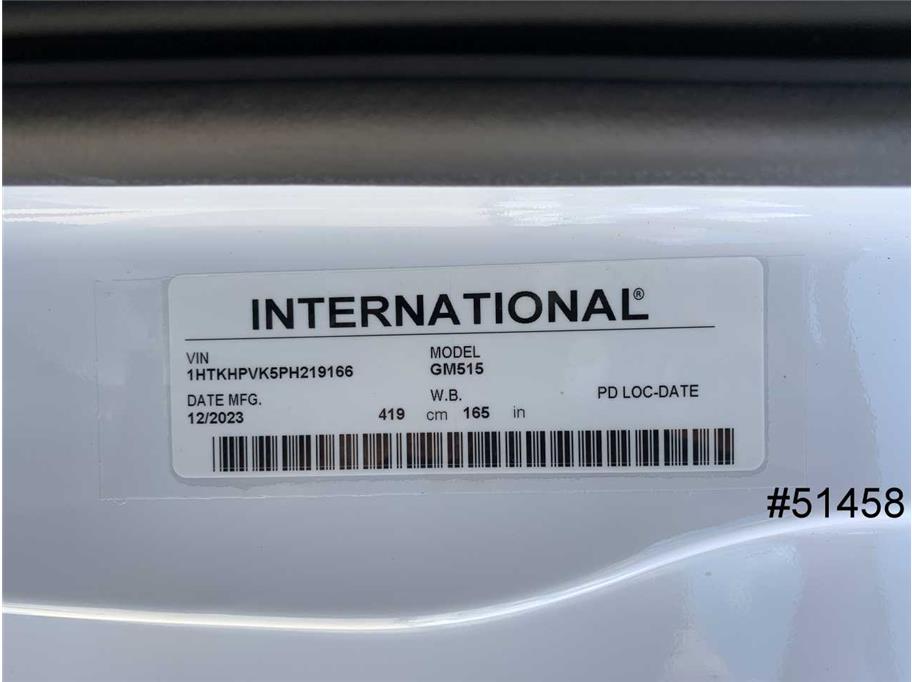 INTERNATIONAL®
VIN
1HTKHPVK5PH219166
MODEL
GM515
DATE MFG.
12/2023
W.B.
419 cm 165 in
PD LOC-DATE
#51458